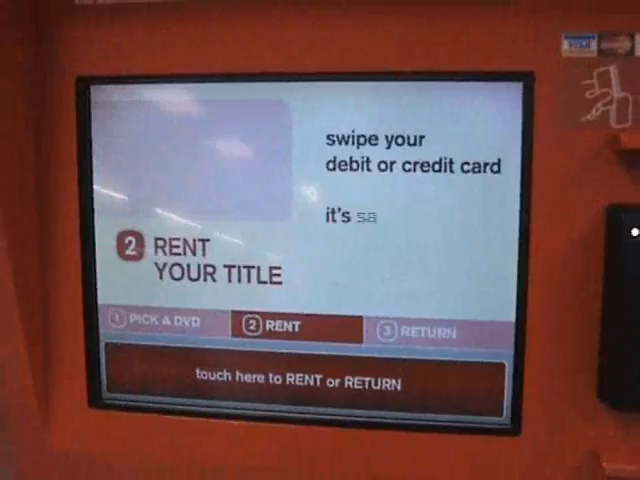 VISA
swipe your
debit or credit card
it's sa
2 RENT
YOUR TITLE
1 PICK A DVD
2 RENT
3 RETURN
touch here to RENT or RETURN